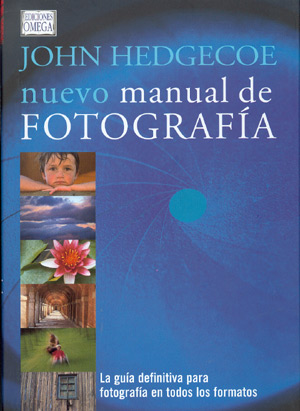 EDICIONES
OMEGA
JOHN HEDGECOE
nuevo manual de
FOTOGRAFÍA
La guía definitiva para
fotografía en todos los formatos